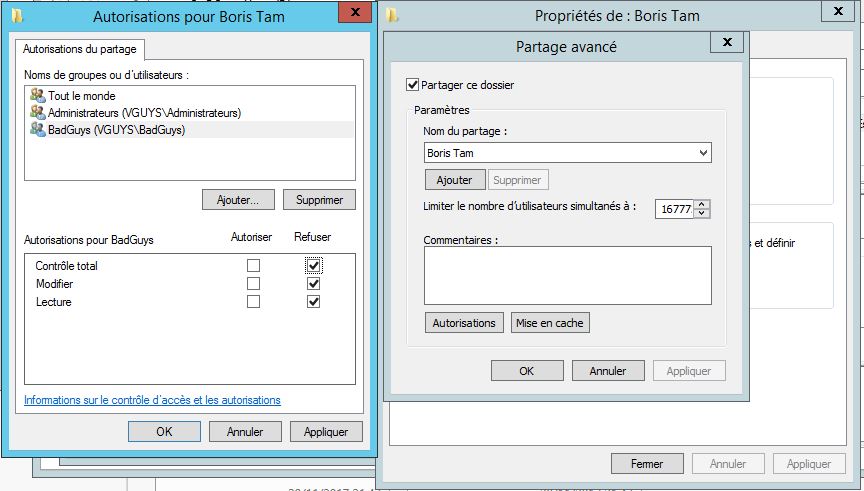 Autorisations pour Boris Tam
Autorisations du partage
Noms de groupes ou d'utilisateurs :
Tout le monde
Administrateurs (VGUYS\Administrateurs)
BadGuys (VGUYS\BadGuys)
Ajouter...
Supprimer
Autorisations pour BadGuys
Autoriser
Refuser
Contrôle total
Modifier
Lecture
Informations sur le contrôle d'accès et les autorisations
OK
Annuler
Appliquer
Propriétés de : Boris Tam
Partage avancé
Partager ce dossier
Paramètres
Nom du partage :
Boris Tam
Ajouter
Supprimer
Limiter le nombre d'utilisateurs simultanés à :
16777
Commentaires :
Autorisations
Mise en cache
OK
Annuler
Appliquer
s et définir
Fermer
Annuler
Appliquer